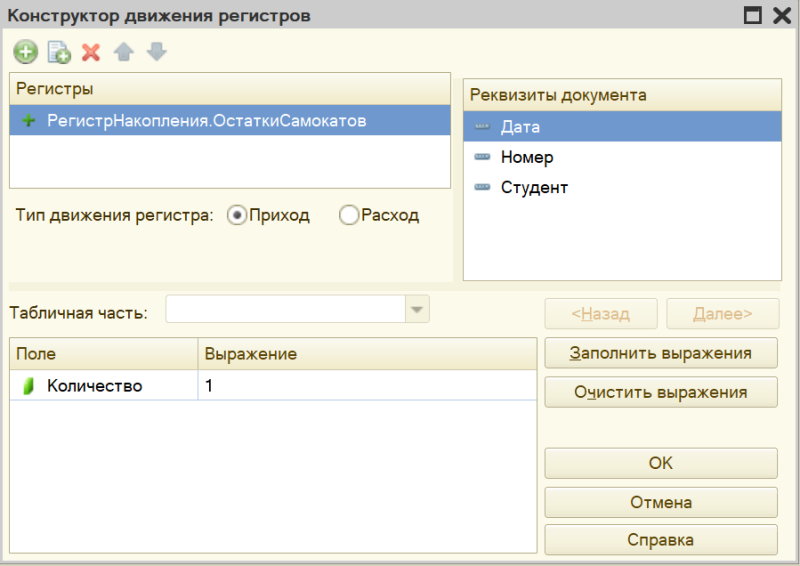 Конструктор движения регистров
Регистры
РегистрНакопления.ОстаткиСамокатов
Реквизиты документа
Дата
Номер
Студент
Тип движения регистра: Приход Расход
Табличная часть:
<Назад Далее>
Поле Выражение
Количество 1
Заполнить выражения
Очистить выражения
OK
Отмена
Справка